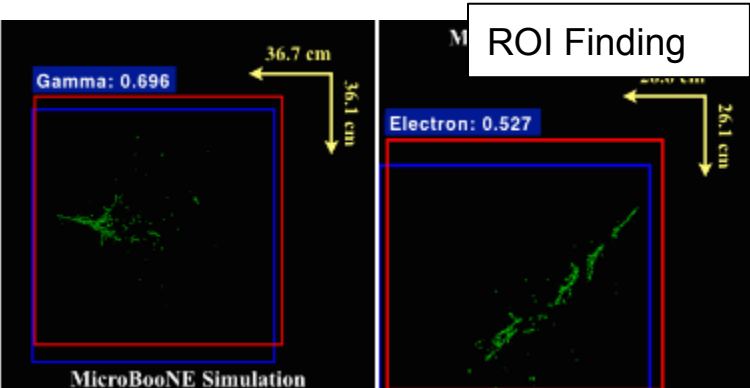 ROI Finding
36.7 cm
36.1 cm
Gamma: 0.696
26.1 cm
Electron: 0.527
MicroBooNE Simulation